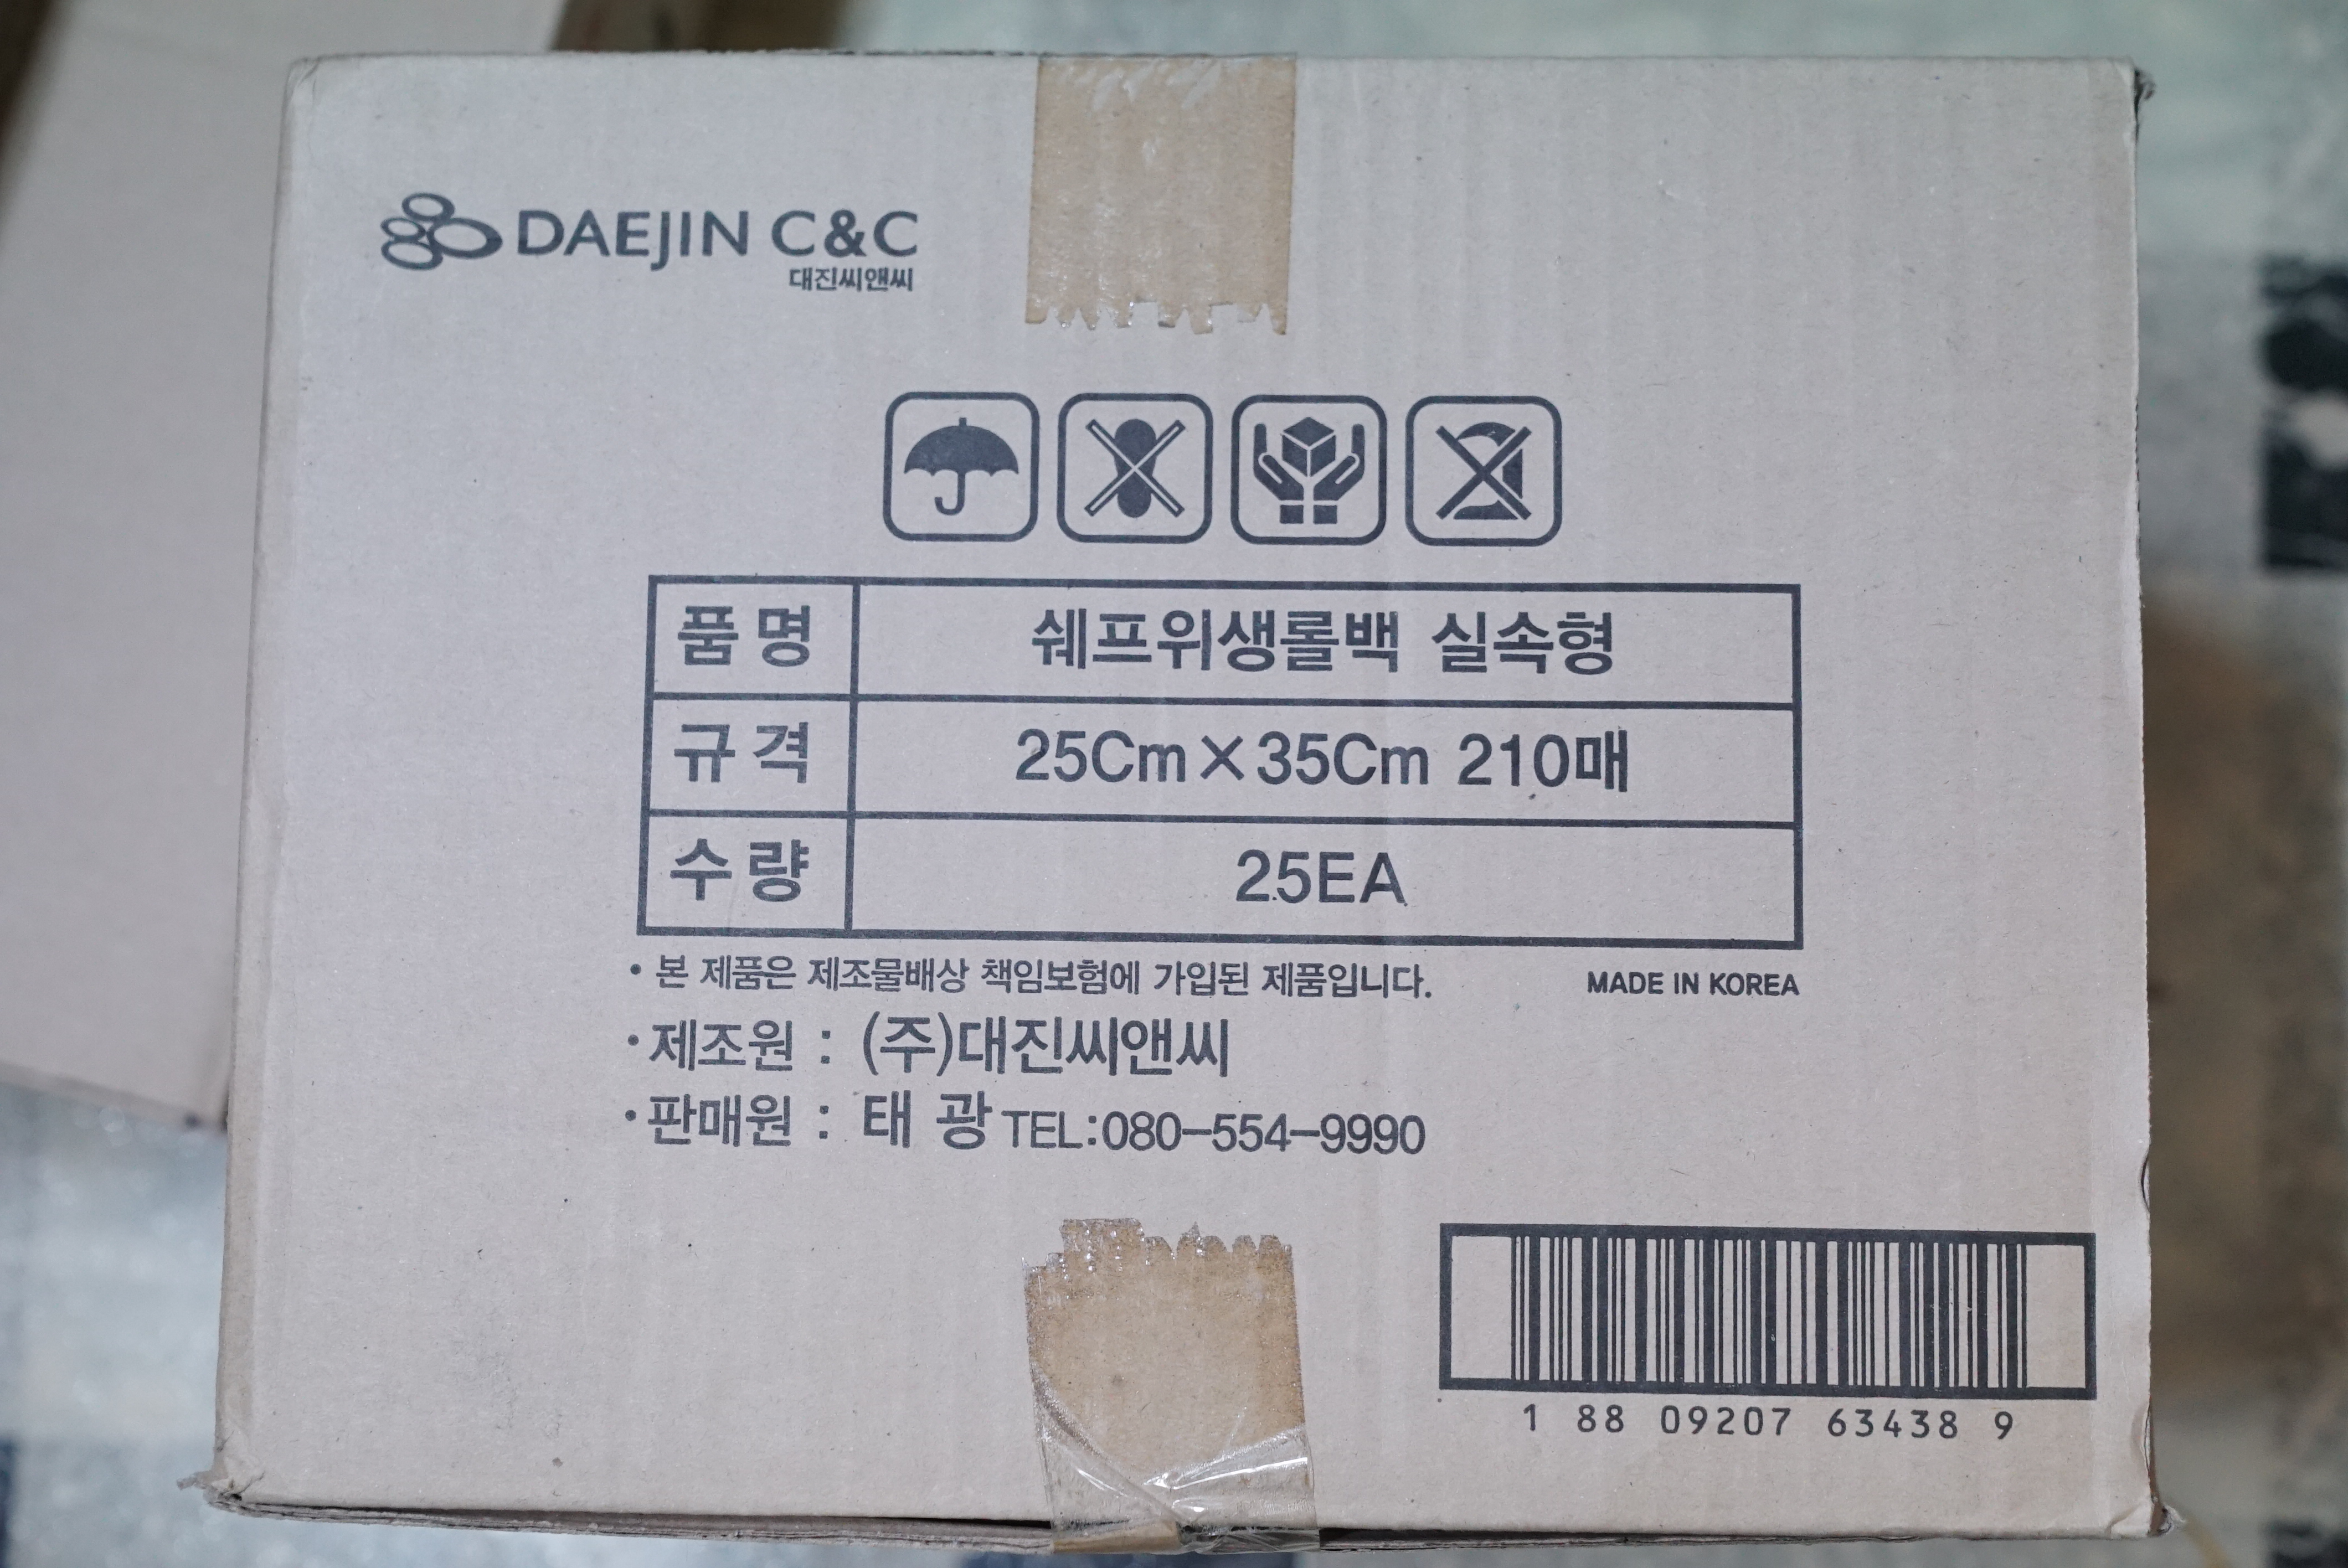 DAEJIN C&C
대진씨앤씨
품명 쉐프위생롤백 실속형
규격 25Cm×35Cm 210매
수량 25EA
• 본 제품은 제조물배상 책임보험에 가입된 제품입니다. MADE IN KOREA
• 제조원 : (주)대진씨앤씨
• 판매원 : 태 광 TEL:080-554-9990
1 88 09207 63438 9